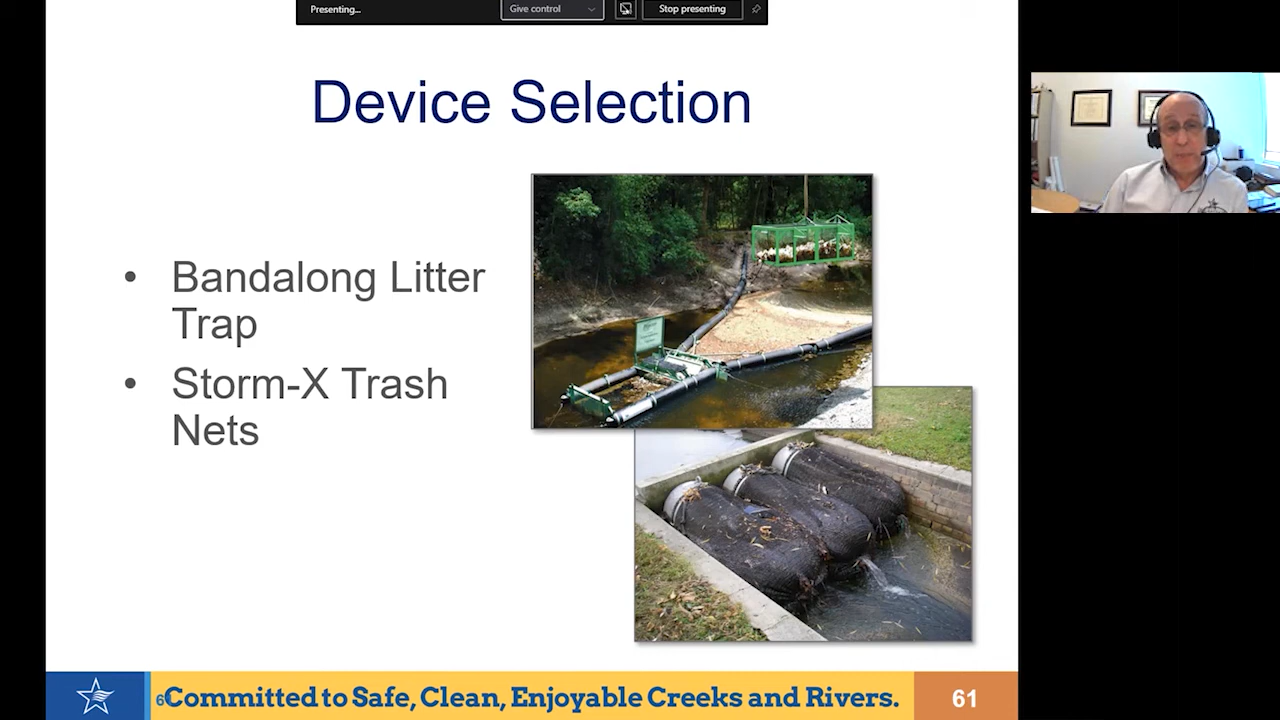 Presenting...
Give control
Stop presenting
Device Selection
• Bandalong Litter
Trap
• Storm-X Trash
Nets
Committed to Safe, Clean, Enjoyable Creeks and Rivers.
61